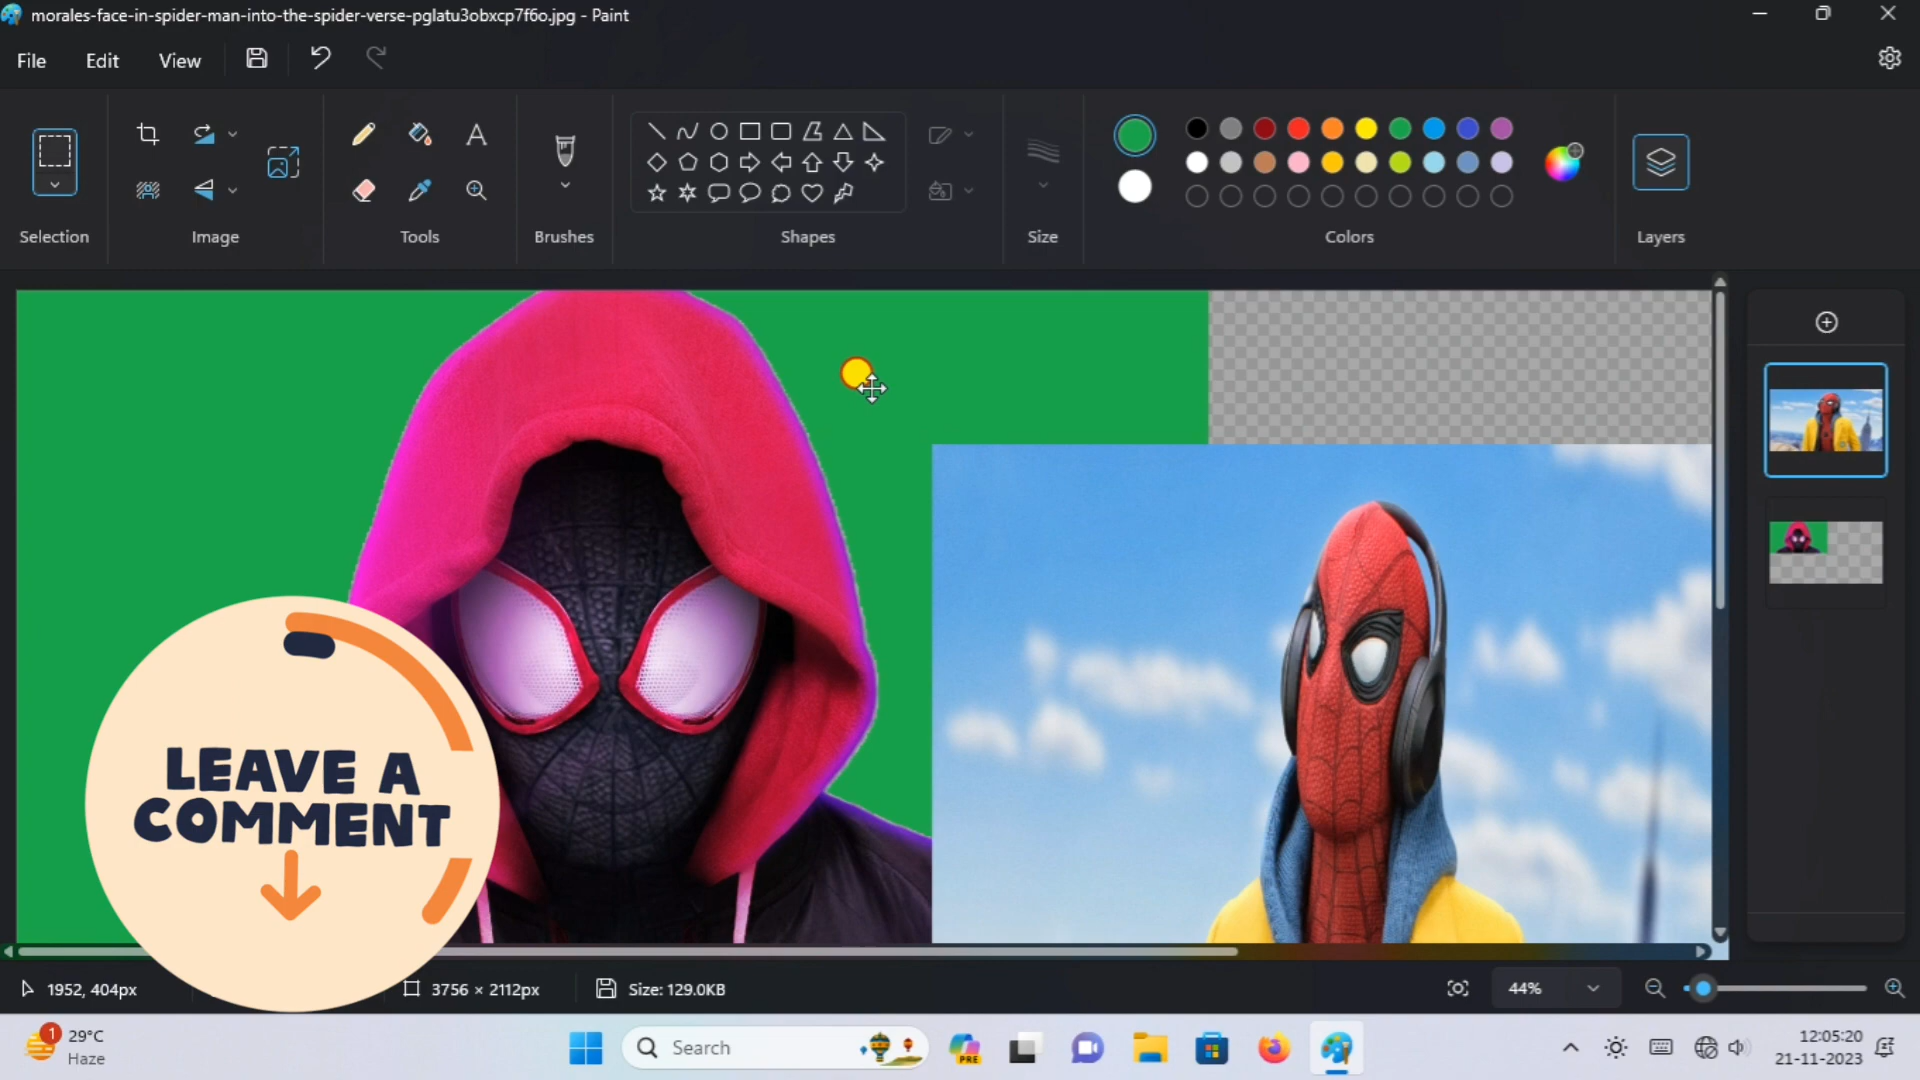 morales-face-in-spider-man-into-the-spider-verse-pglatu3obxcp7f6o.jpg - Paint
File Edit View
Selection Image Tools Brushes Shapes Size Colors Layers
LEAVE A
COMMENT
1952, 404px 3756 × 2112px Size: 129.0KB 44%
1 29°C
Haze
Search
PRE
12:05:20
21-11-2023